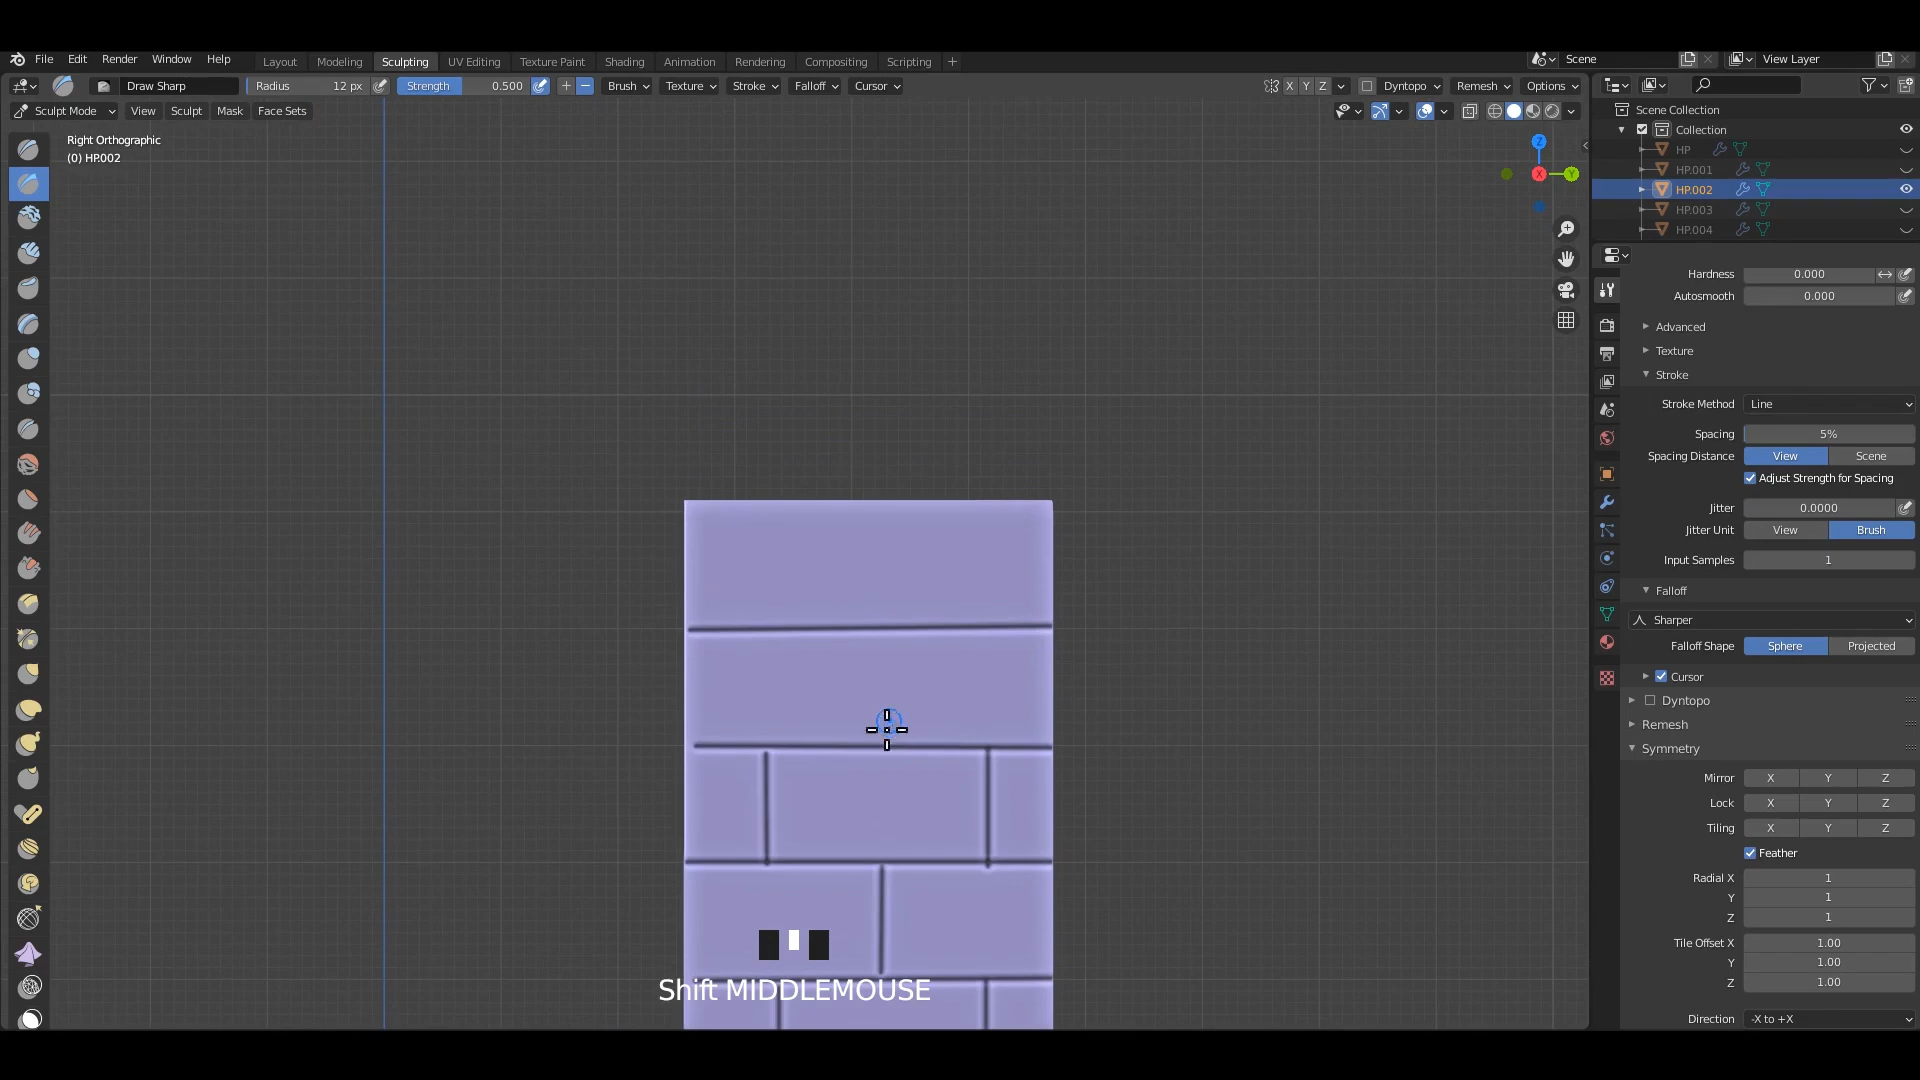 File Edit Render Window Help Layout Modeling Sculpting UV Editing Texture Paint Shading Animation Rendering Compositing Scripting + Scene View Layer
Draw Sharp Radius 12 px Strength 0.500 Brush Texture Stroke Falloff Cursor X Y Z Dyntopo Remesh Options
Sculpt Mode View Sculpt Mask Face Sets
Right Orthographic
(0) HP.002
Z
X Y
Scene Collection
Collection
HP
HP.001
HP.002
HP.003
HP.004
Hardness 0.000
Autosmooth 0.000
Advanced
Texture
Stroke
Stroke Method Line
Spacing 5%
Spacing Distance View Scene
Adjust Strength for Spacing
Jitter 0.0000
Jitter Unit View Brush
Input Samples 1
Falloff
Sharper
Falloff Shape Sphere Projected
Cursor
Dyntopo
Remesh
Symmetry
Mirror X Y Z
Lock X Y Z
Tiling X Y Z
Feather
Radial X 1
Y 1
Z 1
Tile Offset X 1.00
Y 1.00
Z 1.00
Direction -X to +X
Shift MIDDLEMOUSE